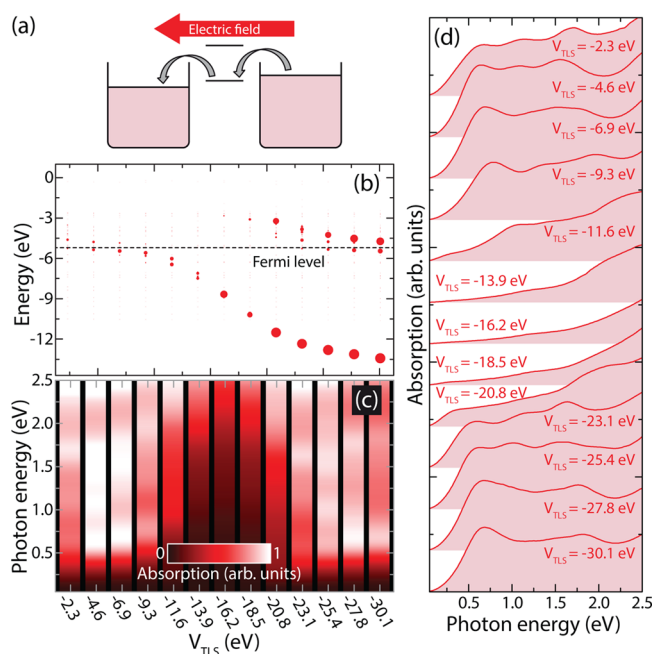 (a)
Electric field
(b)
Energy (eV)
0
-3
-6
-9
-12
Fermi level
(c)
Photon energy (eV)
2.5
2.0
1.5
1.0
0.5
0 1
Absorption (arb. units)
-2.3 -4.6 -6.9 -9.3 -11.6 -13.9 -16.2 -18.5 -20.8 -23.1 -25.4 -27.8 -30.1
V_TLS (eV)
(d)
Absorption (arb. units)
V_TLS = -2.3 eV
V_TLS = -4.6 eV
V_TLS = -6.9 eV
V_TLS = -9.3 eV
V_TLS = -11.6 eV
V_TLS = -13.9 eV
V_TLS = -16.2 eV
V_TLS = -18.5 eV
V_TLS = -20.8 eV
V_TLS = -23.1 eV
V_TLS = -25.4 eV
V_TLS = -27.8 eV
V_TLS = -30.1 eV
0.5 1.0 1.5 2.0 2.5
Photon energy (eV)